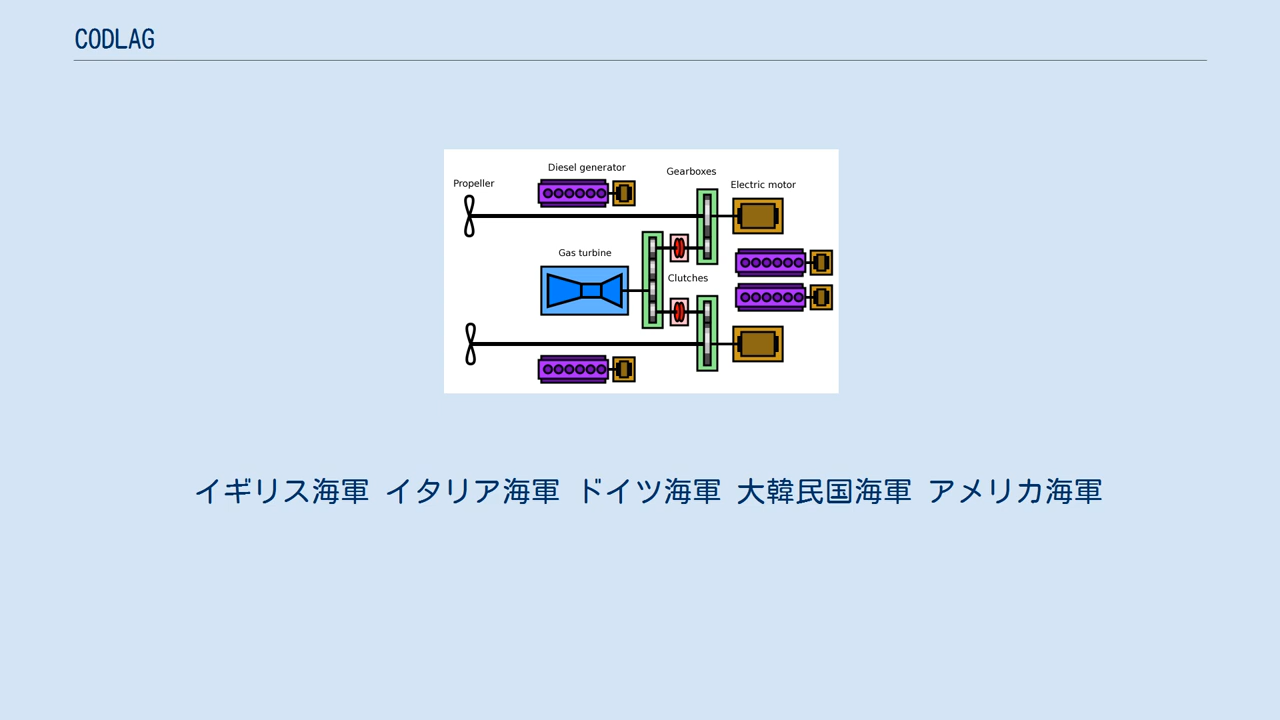 CODLAG
Diesel generator
Gearboxes
Propeller
Electric motor
Gas turbine
Clutches
イギリス海軍 イタリア海軍 ドイツ海軍 大韓民国海軍 アメリカ海軍